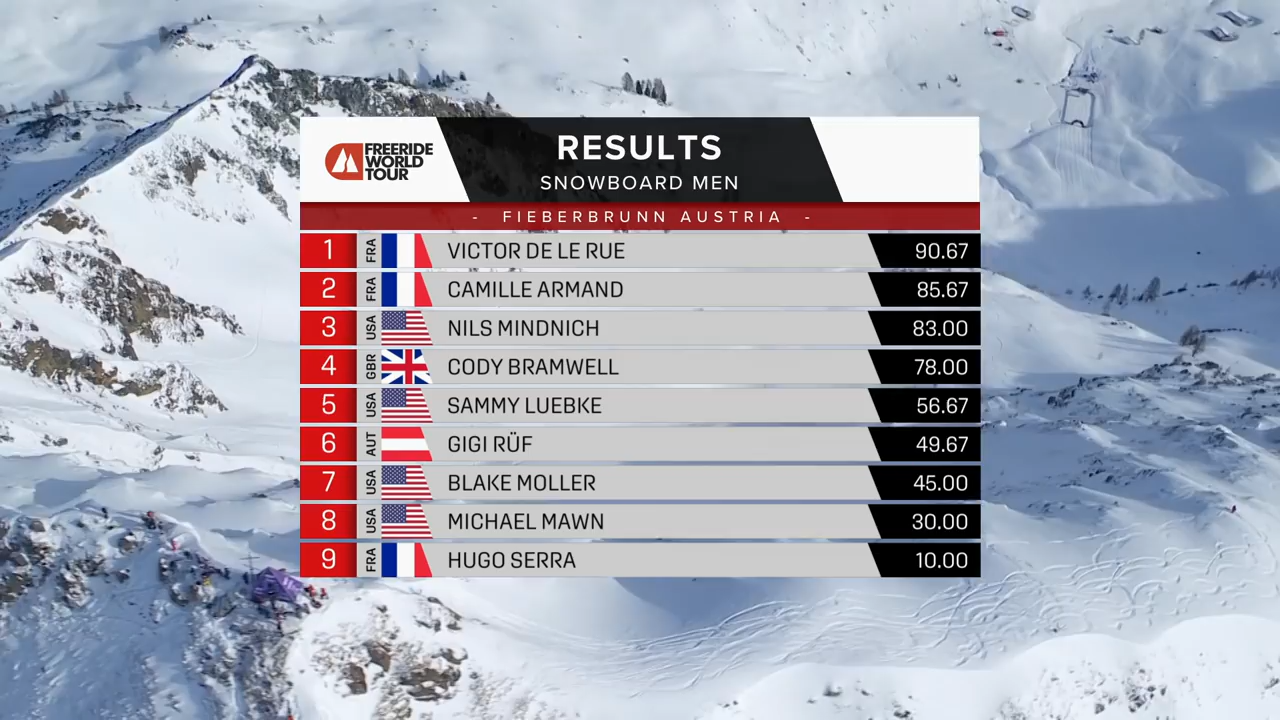 FREERIDE
WORLD
TOUR
RESULTS
SNOWBOARD MEN
- FIEBERBRUNN AUSTRIA -
1 FRA VICTOR DE LE RUE 90.67
2 FRA CAMILLE ARMAND 85.67
3 USA NILS MINDNICH 83.00
4 GBR CODY BRAMWELL 78.00
5 USA SAMMY LUEBKE 56.67
6 AUT GIGI RÜF 49.67
7 USA BLAKE MOLLER 45.00
8 USA MICHAEL MAWN 30.00
9 FRA HUGO SERRA 10.00